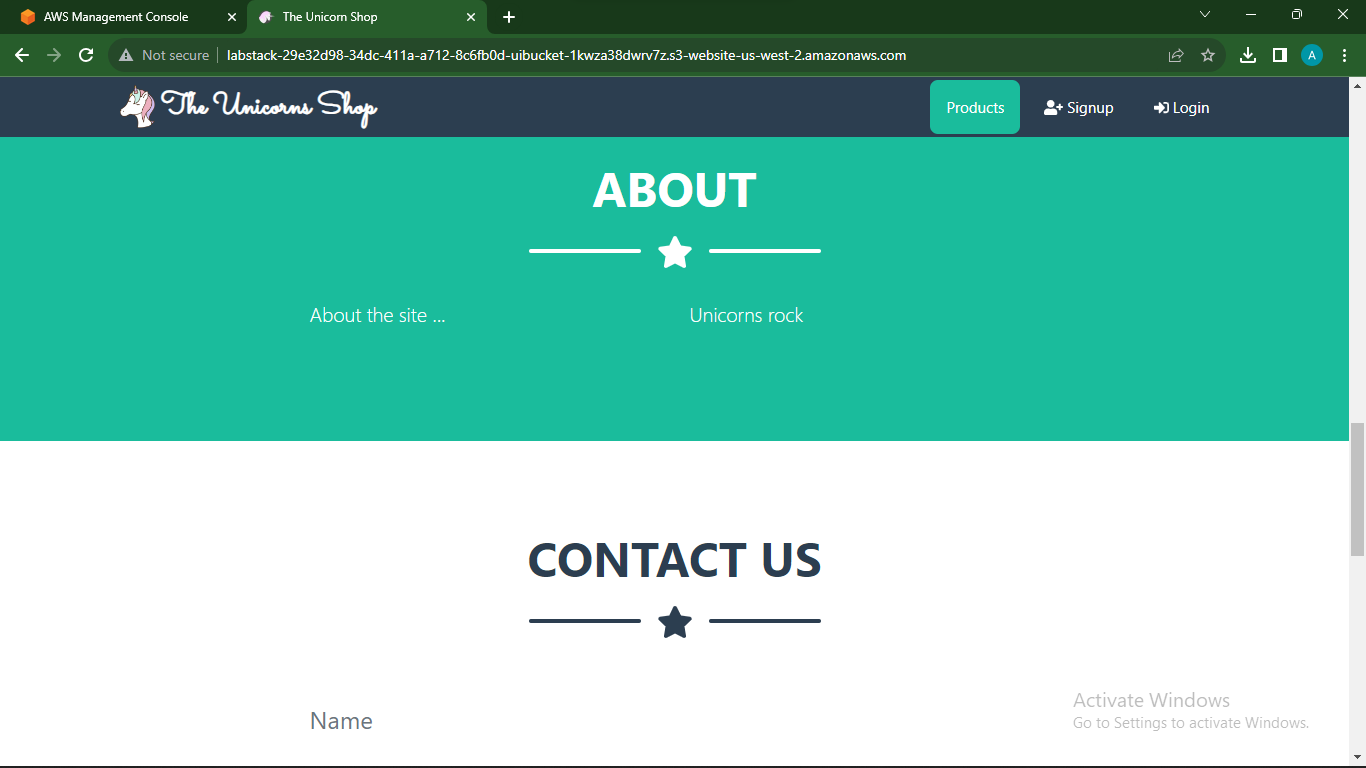 AWS Management Console
The Unicorn Shop
Not secure
labstack-29e32d98-34dc-411a-a712-8c6fb0d-uibucket-1kwza38dwrv7z.s3-website-us-west-2.amazonaws.com
A
The Unicorns Shop
Products
Signup
Login
ABOUT
About the site ...
Unicorns rock
CONTACT US
Name
Activate Windows
Go to Settings to activate Windows.